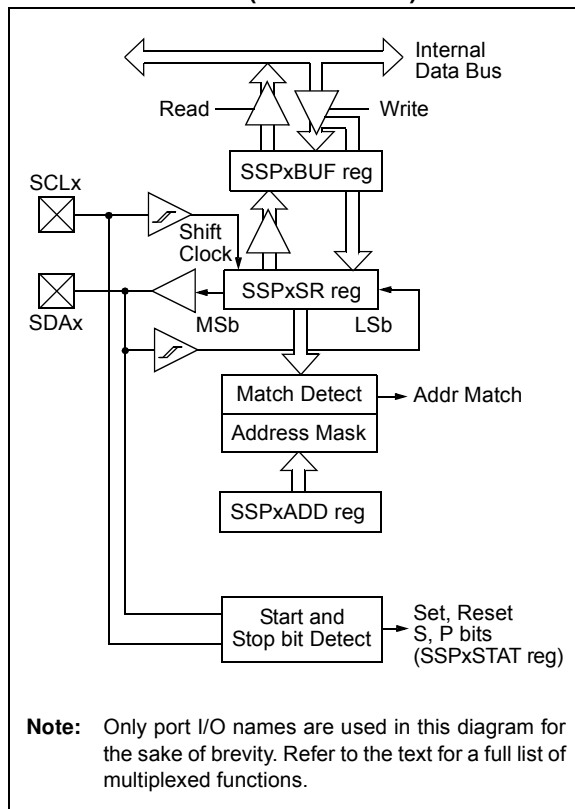 Internal
Data Bus
Read
Write
SSPxBUF reg
SCLx
Shift
Clock
SSPxSR reg
SDAx
MSb
LSb
Match Detect
Addr Match
Address Mask
SSPxADD reg
Start and
Stop bit Detect
Set, Reset
S, P bits
(SSPxSTAT reg)
Note: Only port I/O names are used in this diagram for
the sake of brevity. Refer to the text for a full list of
multiplexed functions.